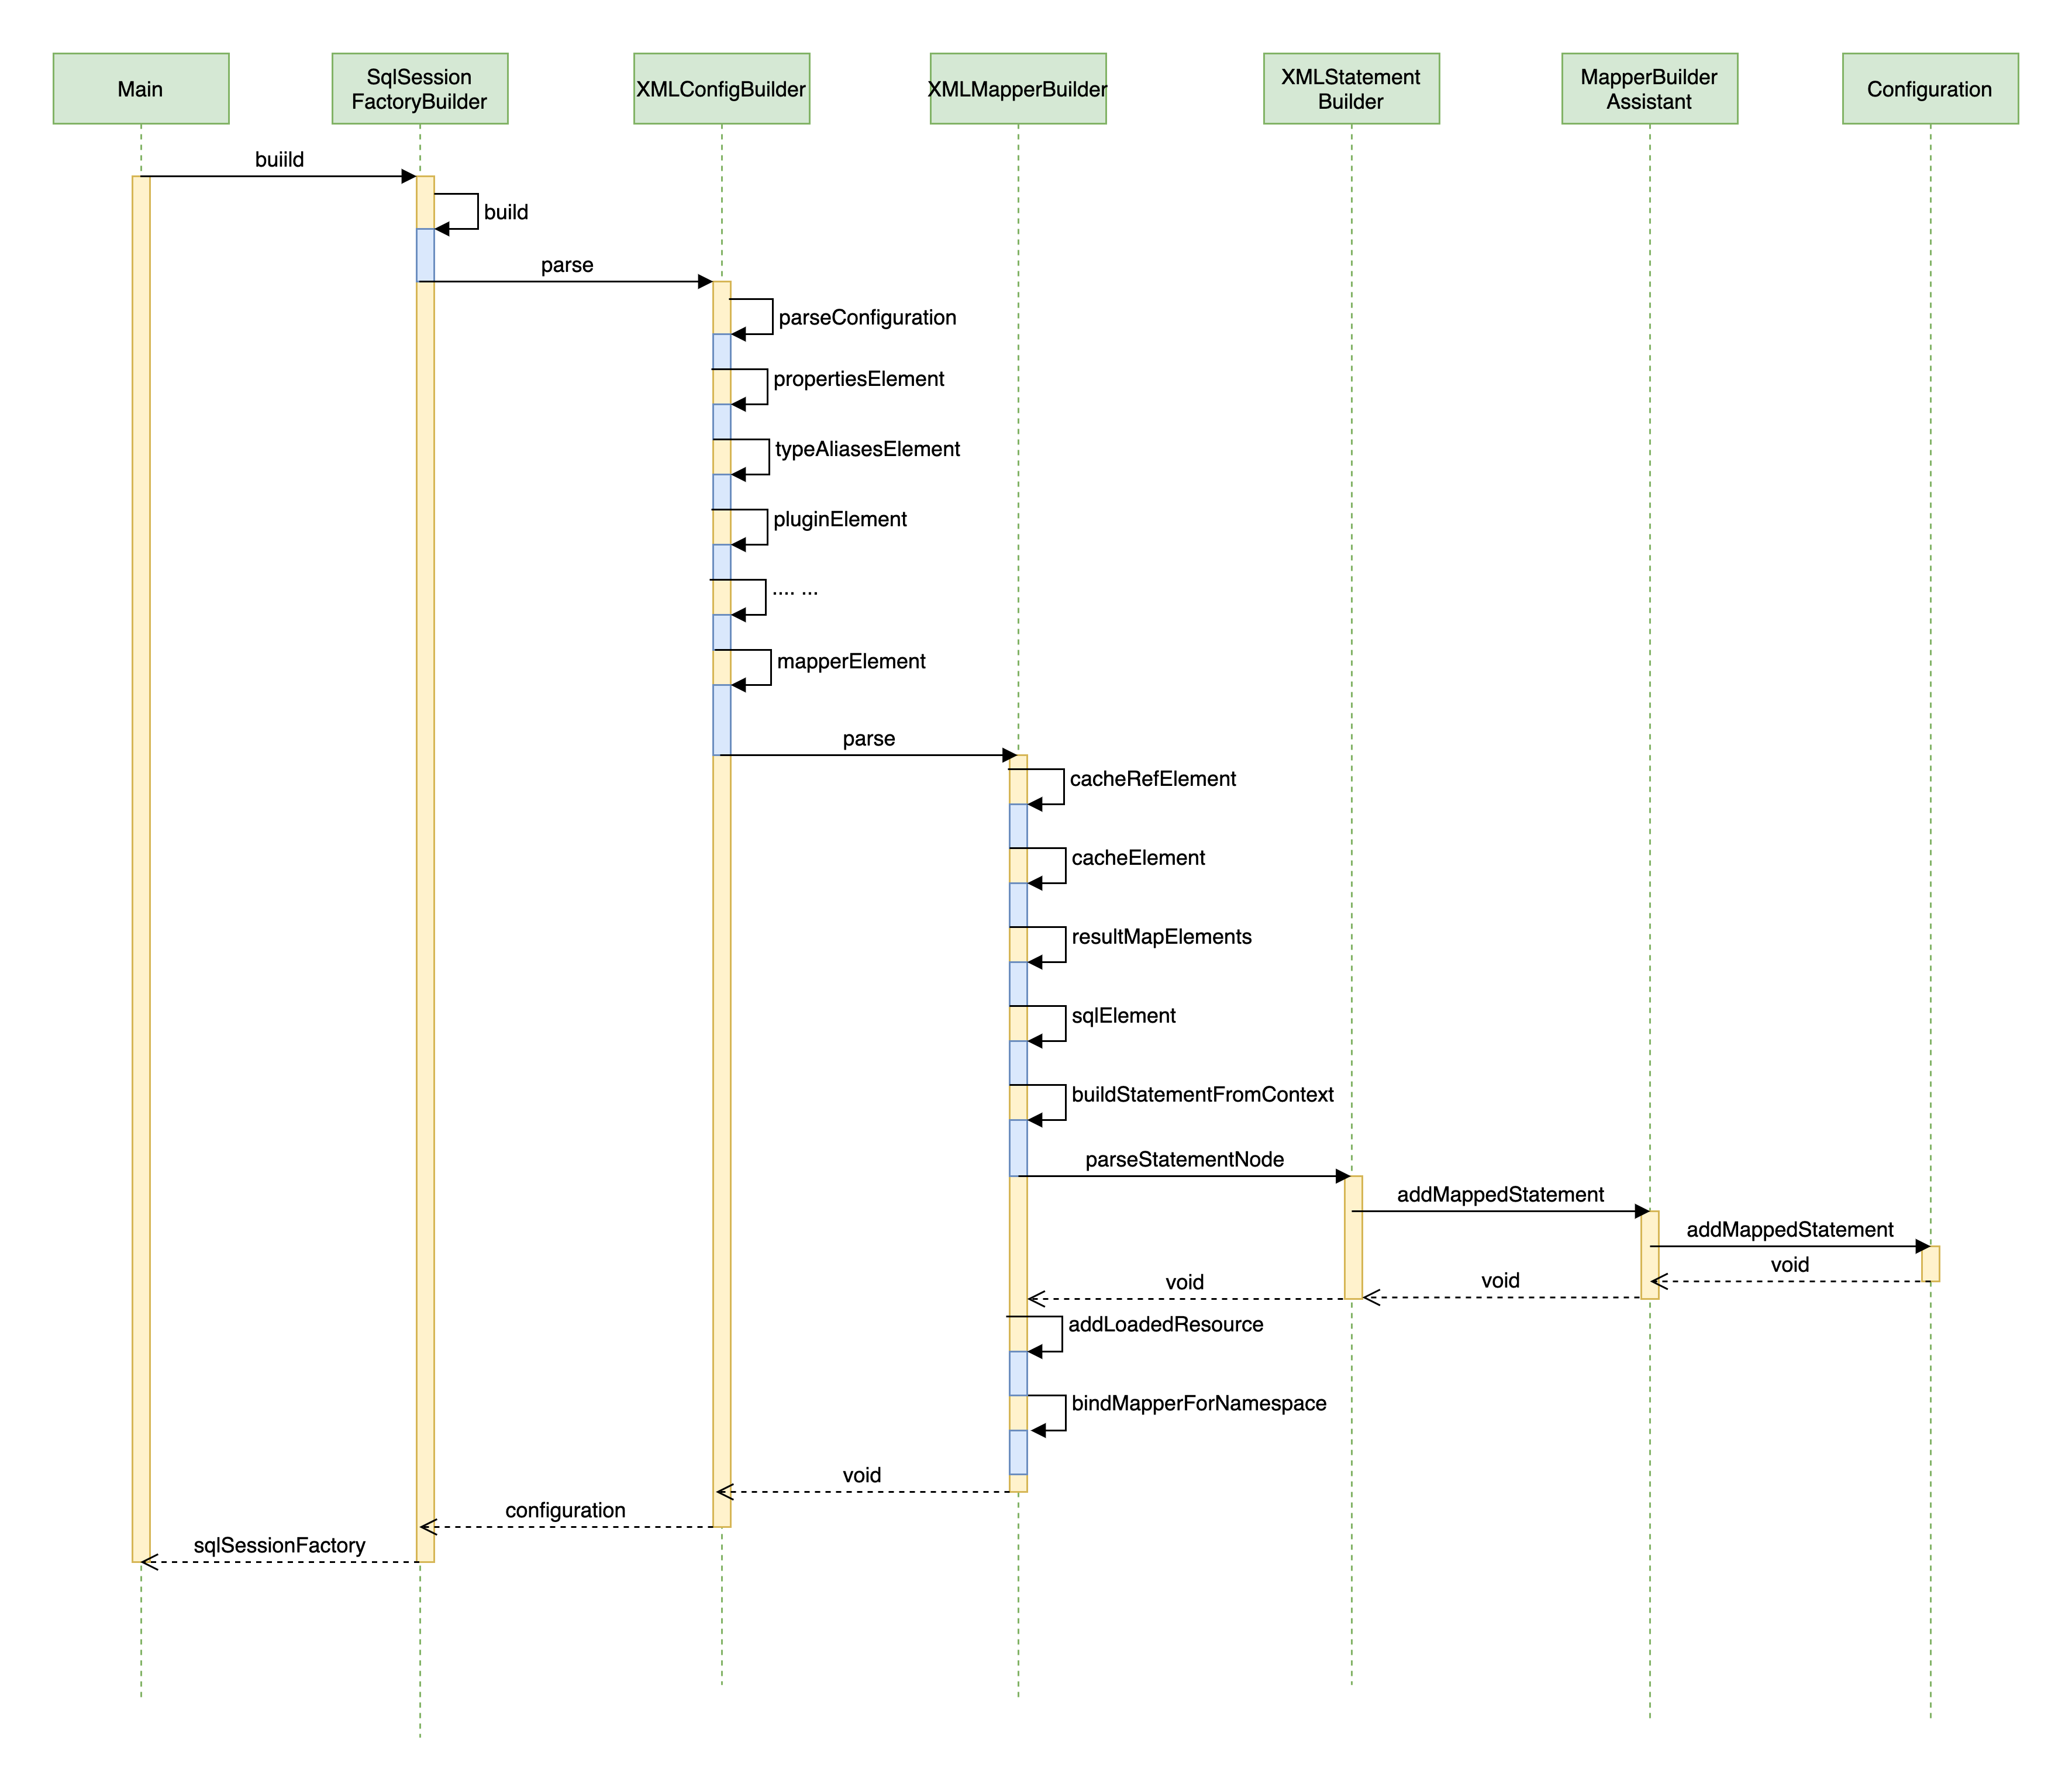 Main
SqlSession
FactoryBuilder
XMLConfigBuilder
XMLMapperBuilder
XMLStatement
Builder
MapperBuilder
Assistant
Configuration
buiild
build
parse
parseConfiguration
propertiesElement
typeAliasesElement
pluginElement
.... ...
mapperElement
parse
cacheRefElement
cacheElement
resultMapElements
sqlElement
buildStatementFromContext
parseStatementNode
addMappedStatement
addMappedStatement
void
void
void
addLoadedResource
bindMapperForNamespace
void
configuration
sqlSessionFactory